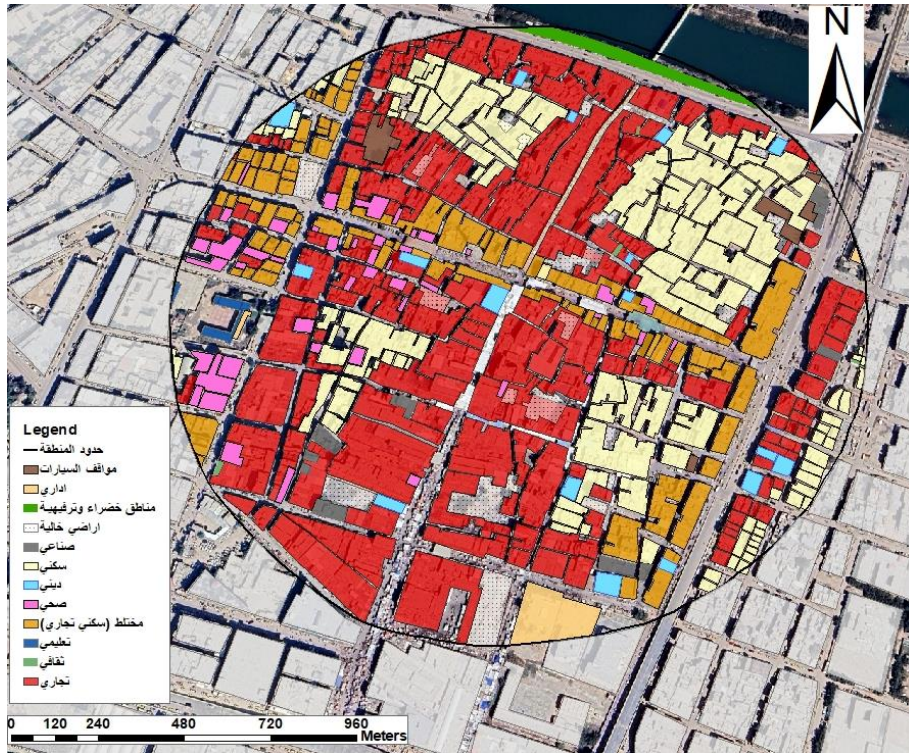 N
Legend
حدود المنطقة
مواقف السيارات
اداري
مناطق خضراء وترفيهية
اراضي خالية
صناعي
سكني
ديني
صحي
مختلط (سكني تجاري)
تعليمي
ثقافي
تجاري
0 120 240 480 720 960
Meters